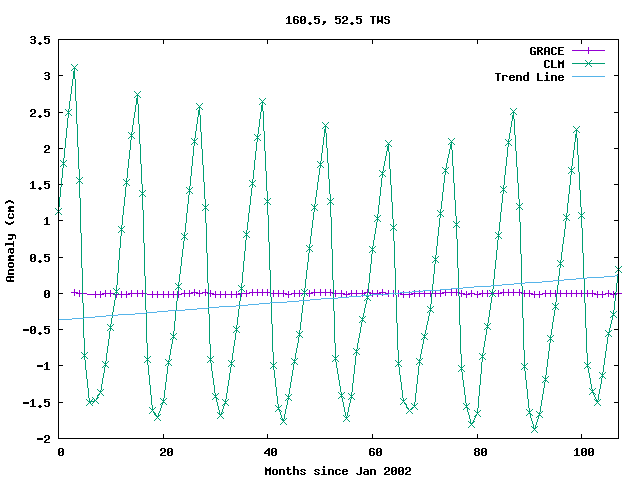 160.5, 52.5 TWS
GRACE
CLM
Trend Line
3.5
3
2.5
2
1.5
1
0.5
0
-0.5
-1
-1.5
-2
Anomaly (cm)
0 20 40 60 80 100
Months since Jan 2002